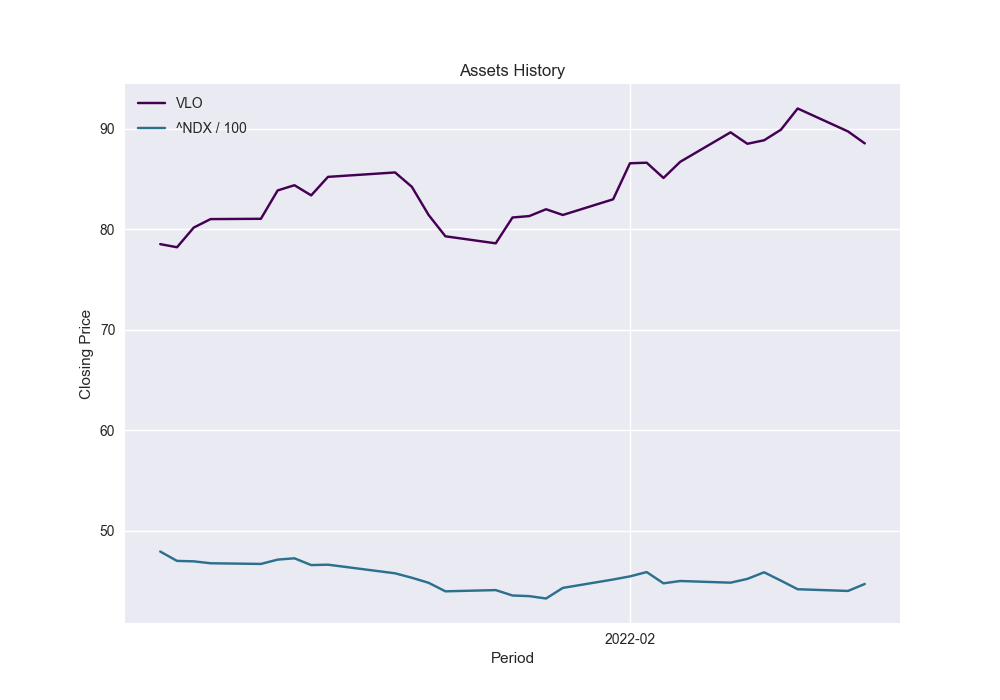 Assets History
VLO
^NDX / 100
90
80
70
60
50
Closing Price
2022-02
Period